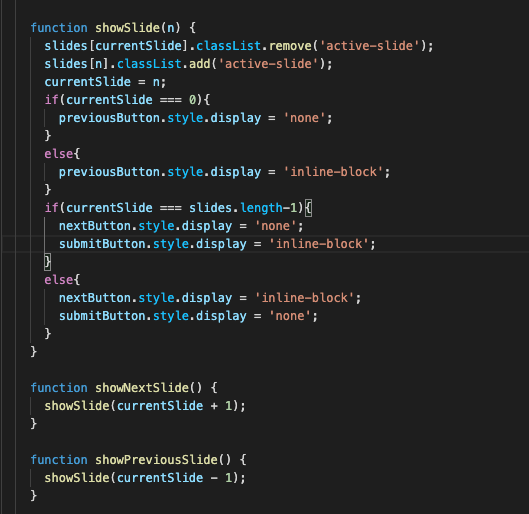 function showSlide(n) {
slides[currentSlide].classList.remove('active-slide');
slides[n].classList.add('active-slide');
currentSlide = n;
if(currentSlide === 0){
previousButton.style.display = 'none';
}
else{
previousButton.style.display = 'inline-block';
}
if(currentSlide === slides.length-1){
nextButton.style.display = 'none';
submitButton.style.display = 'inline-block';
}
else{
nextButton.style.display = 'inline-block';
submitButton.style.display = 'none';
}
}
function showNextSlide() {
showSlide(currentSlide + 1);
}
function showPreviousSlide() {
showSlide(currentSlide - 1);
}